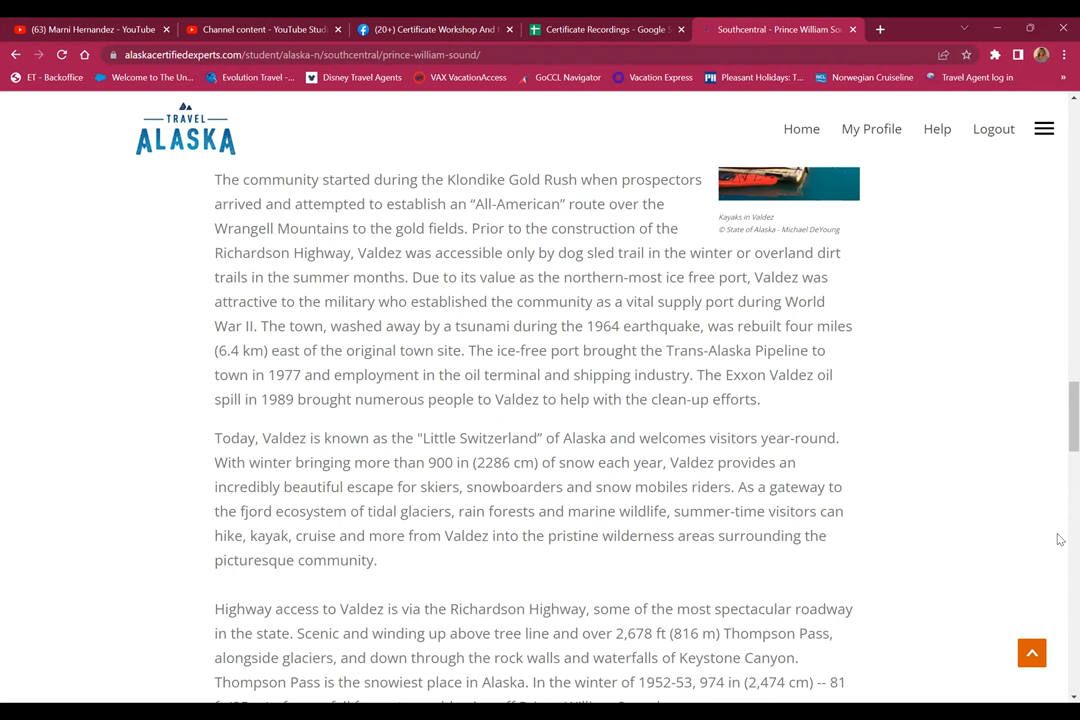 (63) Marni Hernandez - YouTube
Channel content - YouTube Studi
(20+) Certificate Workshop And
Certificate Recordings - Google S
Southcentral - Prince William So
alaskacertifiedexperts.com/student/alaska-n/southcentral/prince-william-sound/
ET - Backoffice
Welcome to The Un...
Evolution Travel -...
Disney Travel Agents
VAX VacationAccess
GoCCL Navigator
Vacation Express
Pleasant Holidays: T...
Norwegian Cruiseline
Travel Agent log in
TRAVEL
ALASKA
Home
My Profile
Help
Logout
The community started during the Klondike Gold Rush when prospectors
arrived and attempted to establish an “All-American” route over the
Wrangell Mountains to the gold fields. Prior to the construction of the
Richardson Highway, Valdez was accessible only by dog sled trail in the winter or overland dirt
trails in the summer months. Due to its value as the northern-most ice free port, Valdez was
attractive to the military who established the community as a vital supply port during World
War II. The town, washed away by a tsunami during the 1964 earthquake, was rebuilt four miles
(6.4 km) east of the original town site. The ice-free port brought the Trans-Alaska Pipeline to
town in 1977 and employment in the oil terminal and shipping industry. The Exxon Valdez oil
spill in 1989 brought numerous people to Valdez to help with the clean-up efforts.
Kayaks in Valdez
© State of Alaska - Michael DeYoung
Today, Valdez is known as the "Little Switzerland” of Alaska and welcomes visitors year-round.
With winter bringing more than 900 in (2286 cm) of snow each year, Valdez provides an
incredibly beautiful escape for skiers, snowboarders and snow mobiles riders. As a gateway to
the fjord ecosystem of tidal glaciers, rain forests and marine wildlife, summer-time visitors can
hike, kayak, cruise and more from Valdez into the pristine wilderness areas surrounding the
picturesque community.
Highway access to Valdez is via the Richardson Highway, some of the most spectacular roadway
in the state. Scenic and winding up above tree line and over 2,678 ft (816 m) Thompson Pass,
alongside glaciers, and down through the rock walls and waterfalls of Keystone Canyon.
Thompson Pass is the snowiest place in Alaska. In the winter of 1952-53, 974 in (2,474 cm) -- 81